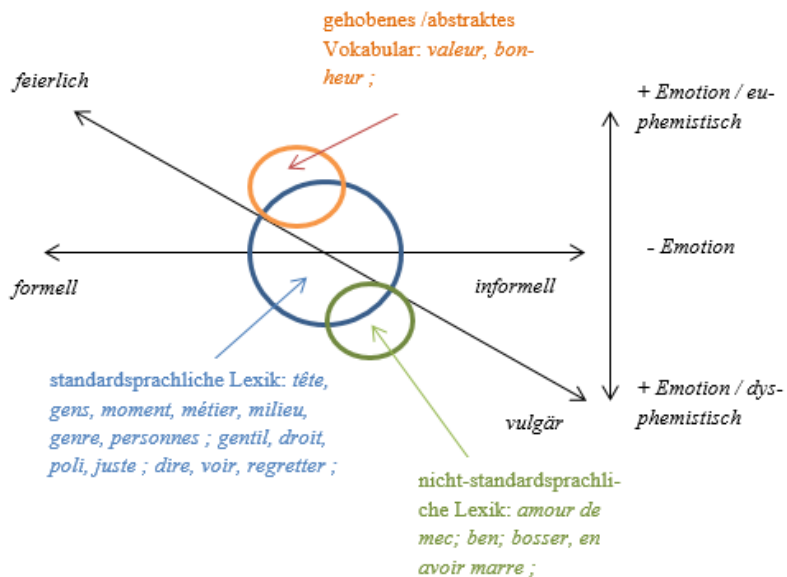 gehobenes /abstraktes
Vokabular: valeur, bon-
heur ;
feierlich
+ Emotion / eu-
phemistisch
- Emotion
formell
informell
standardsprachliche Lexik: tête,
gens, moment, métier, milieu,
genre, personnes ; gentil, droit,
poli, juste ; dire, voir, regretter ;
+ Emotion / dys-
phemistisch
vulgär
nicht-standardsprachli-
che Lexik: amour de
mec; ben; bosser, en
avoir marre ;